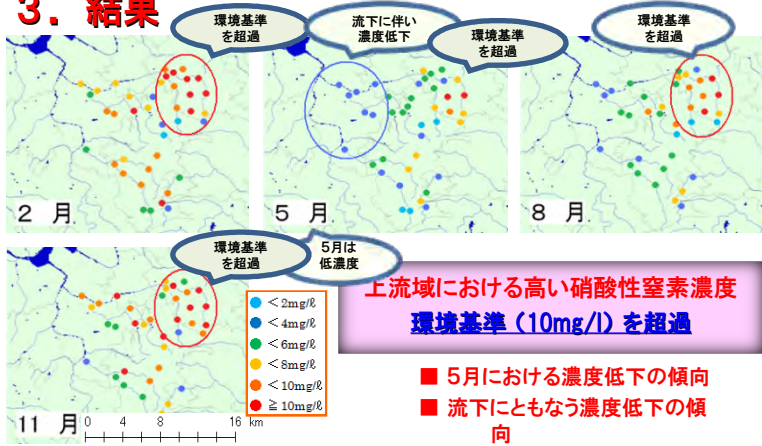 3．結果
環境基準
を超過
流下に伴い
濃度低下
環境基準
を超過
環境基準
を超過
2 月
5 月
8 月
環境基準
を超過
5月は
低濃度
＜2mg/ℓ
＜4mg/ℓ
＜6mg/ℓ
＜8mg/ℓ
＜10mg/ℓ
≧10mg/ℓ
上流域における高い硝酸性窒素濃度
環境基準（10mg/l）を超過
■ 5月における濃度低下の傾向
■ 流下にともなう濃度低下の傾
向
11 月
0 4 8 16 km